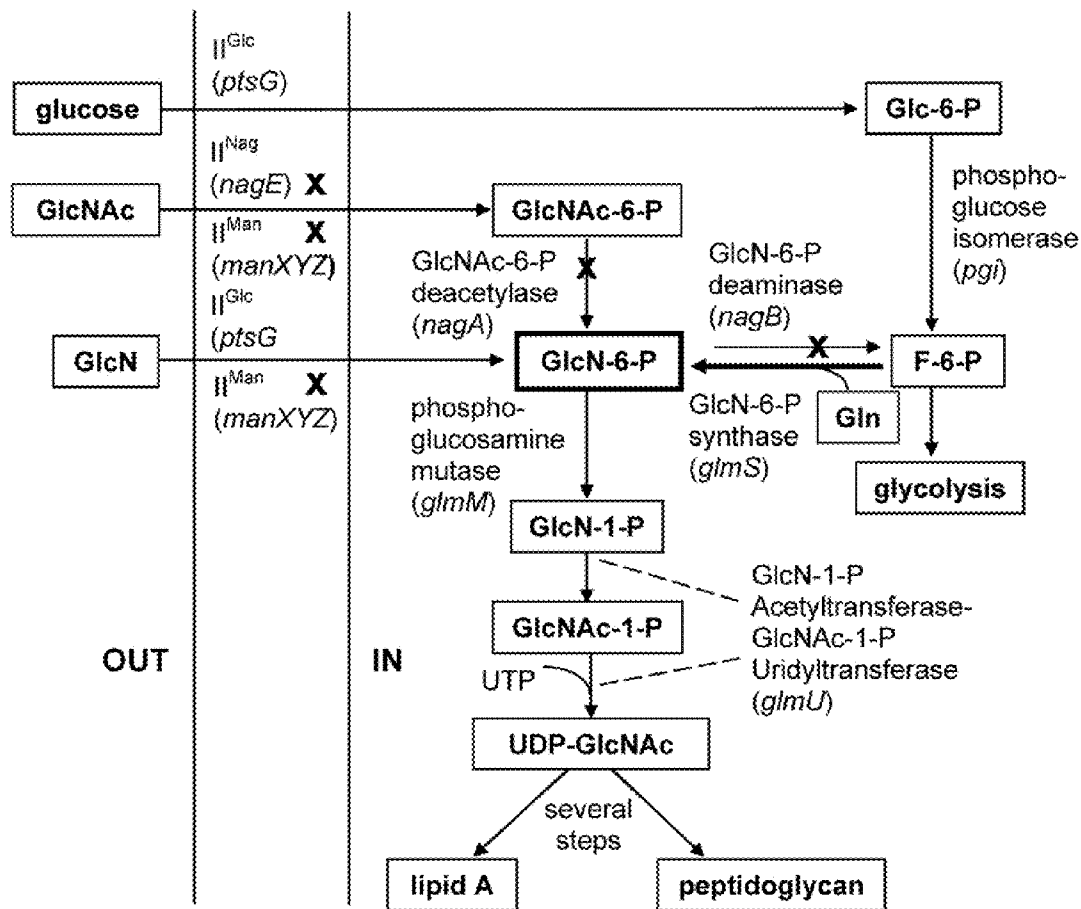 II^Glc
(ptsG)
glucose
Glc-6-P
II^Nag
(nagE) X
GlcNAc
GlcNAc-6-P
II^Man X
(manXYZ)
phospho-
glucose
isomerase
(pgi)
GlcNAc-6-P
deacetylase
(nagA)
X
GlcN-6-P
deaminase
(nagB)
X
II^Glc
(ptsG
GlcN
GlcN-6-P
F-6-P
II^Man X
(manXYZ)
phospho-
glucosamine
mutase
(glmM)
GlcN-6-P
synthase
(glmS)
Gln
glycolysis
GlcN-1-P
GlcN-1-P
Acetyltransferase-
GlcNAc-1-P
Uridyltransferase
(glmU)
GlcNAc-1-P
OUT
IN
UTP
UDP-GlcNAc
several
steps
lipid A
peptidoglycan